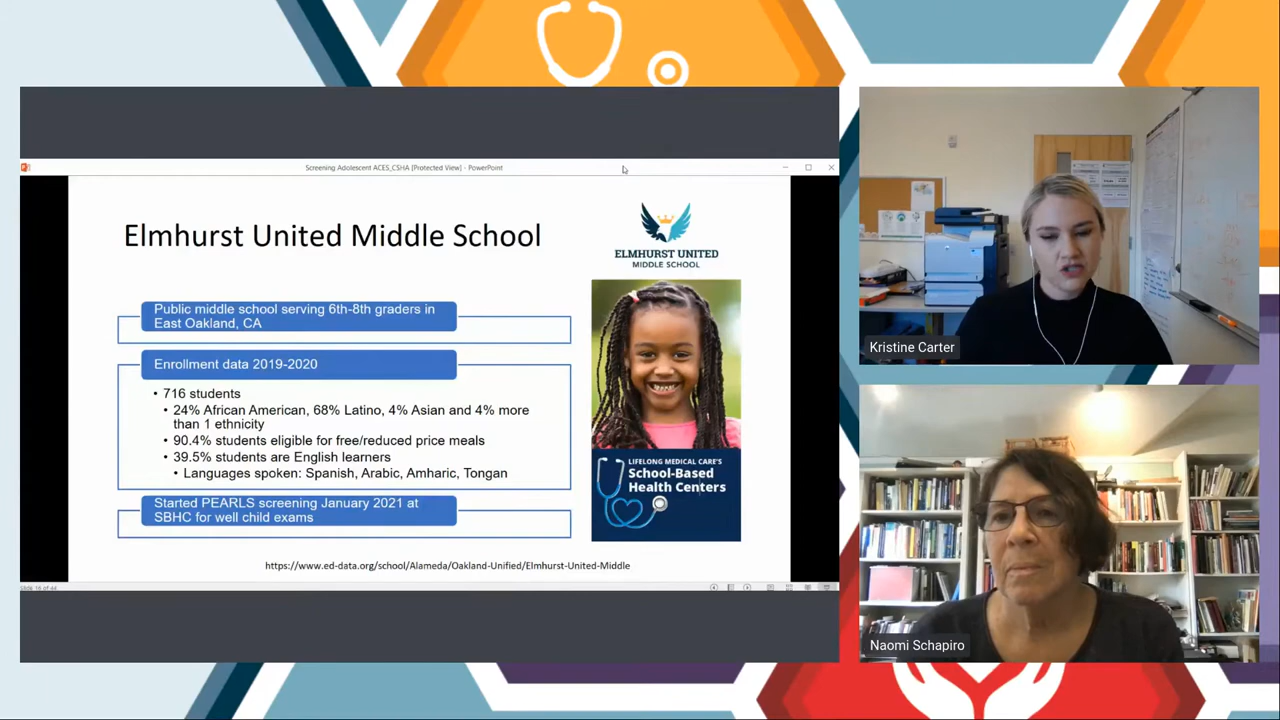 Screening Adolescent ACES_CSHA [Protected View] - PowerPoint
Elmhurst United Middle School
ELMHURST UNITED
MIDDLE SCHOOL
Public middle school serving 6th-8th graders in
East Oakland, CA
Enrollment data 2019-2020
• 716 students
• 24% African American, 68% Latino, 4% Asian and 4% more
than 1 ethnicity
• 90.4% students eligible for free/reduced price meals
• 39.5% students are English learners
• Languages spoken: Spanish, Arabic, Amharic, Tongan
Started PEARLS screening January 2021 at
SBHC for well child exams
LIFELONG MEDICAL CARE'S
School-Based
Health Centers
https://www.ed-data.org/school/Alameda/Oakland-Unified/Elmhurst-United-Middle
Kristine Carter
Naomi Schapiro